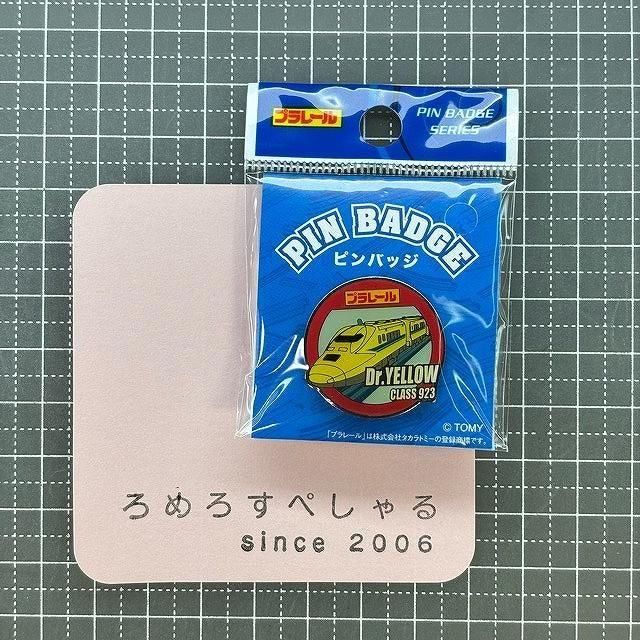 プラレール
PIN BADGE
SERIES
PIN BADGE
ピンバッジ
プラレール
Dr.YELLOW
CLASS 923
© TOMY
「プラレール」は株式会社タカラトミーの登録商標です。
ろめろすぺしゃる
since 2006